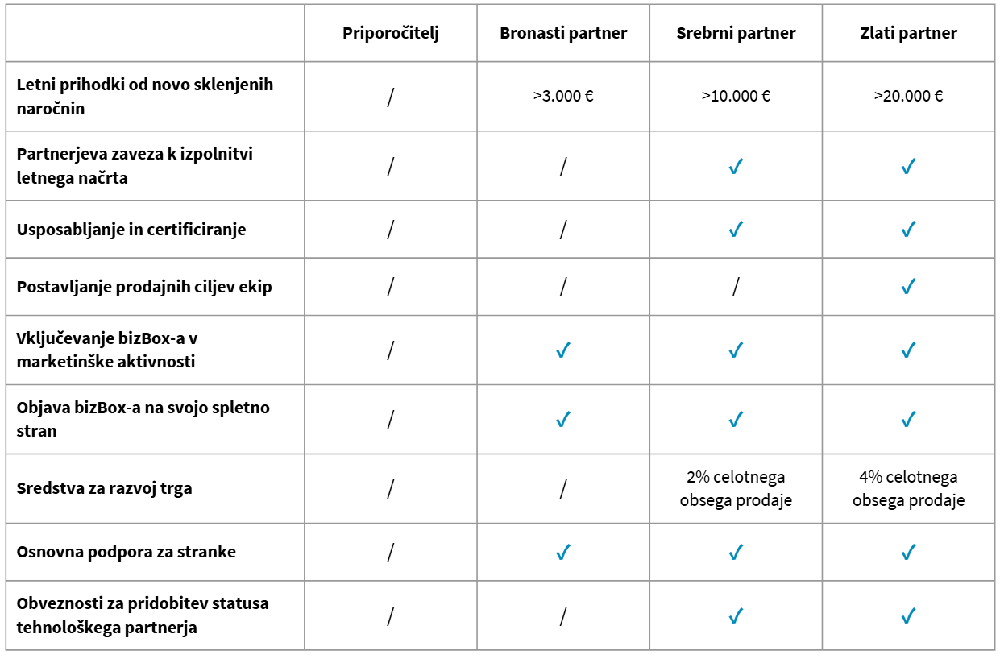 Priporočitelj Bronasti partner Srebrni partner Zlati partner
Letni prihodki od novo sklenjenih
naročnin
/ >3.000 € >10.000 € >20.000 €
Partnerjeva zaveza k izpolnitvi
letnega načrta
/ / ✓ ✓
Usposabljanje in certificiranje / / ✓ ✓
Postavljanje prodajnih ciljev ekip / / / ✓
Vključevanje bizBox-a v
marketinške aktivnosti
/ ✓ ✓ ✓
Objava bizBox-a na svojo spletno
stran
/ ✓ ✓ ✓
Sredstva za razvoj trga / / 2% celotnega 4% celotnega
obsega prodaje obsega prodaje
Osnovna podpora za stranke / ✓ ✓ ✓
Obveznosti za pridobitev statusa
tehnološkega partnerja
/ / ✓ ✓